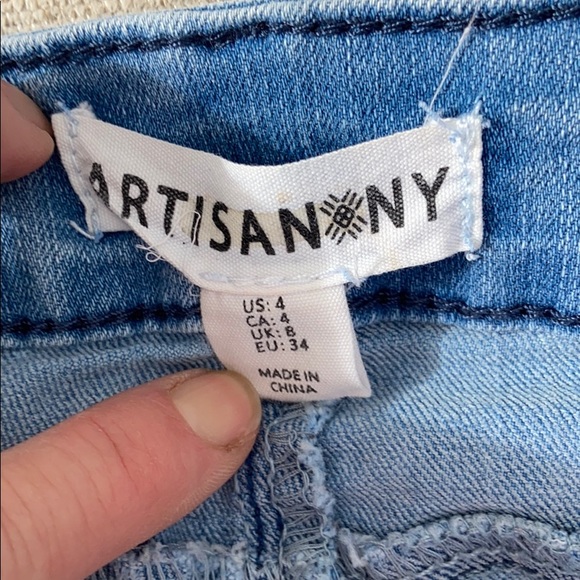 ARTISAN NY
US: 4
CA: 4
UK: 8
EU: 34
MADE IN
CHINA